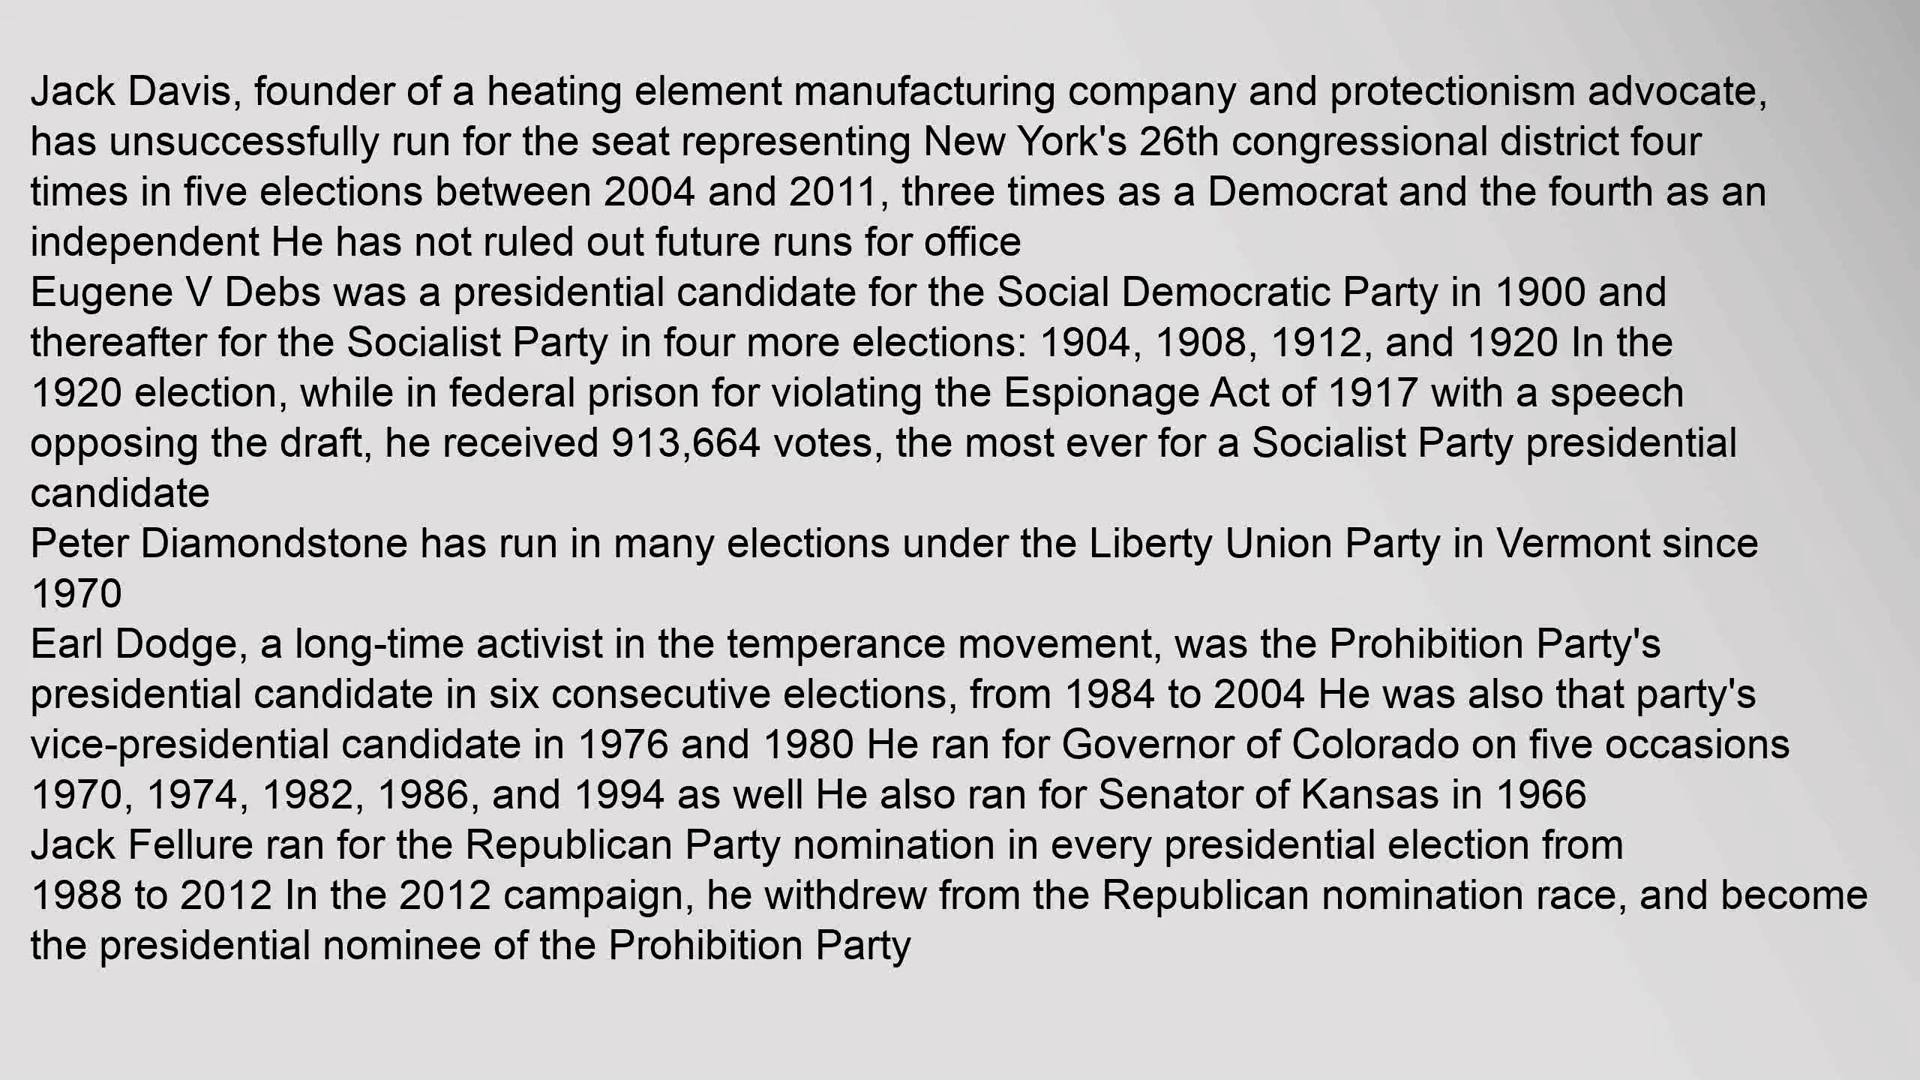 Jack Davis, founder of a heating element manufacturing company and protectionism advocate,
has unsuccessfully run for the seat representing New York's 26th congressional district four
times in five elections between 2004 and 2011, three times as a Democrat and the fourth as an
independent He has not ruled out future runs for office
Eugene V Debs was a presidential candidate for the Social Democratic Party in 1900 and
thereafter for the Socialist Party in four more elections: 1904, 1908, 1912, and 1920 In the
1920 election, while in federal prison for violating the Espionage Act of 1917 with a speech
opposing the draft, he received 913,664 votes, the most ever for a Socialist Party presidential
candidate
Peter Diamondstone has run in many elections under the Liberty Union Party in Vermont since
1970
Earl Dodge, a long-time activist in the temperance movement, was the Prohibition Party's
presidential candidate in six consecutive elections, from 1984 to 2004 He was also that party's
vice-presidential candidate in 1976 and 1980 He ran for Governor of Colorado on five occasions
1970, 1974, 1982, 1986, and 1994 as well He also ran for Senator of Kansas in 1966
Jack Fellure ran for the Republican Party nomination in every presidential election from
1988 to 2012 In the 2012 campaign, he withdrew from the Republican nomination race, and become
the presidential nominee of the Prohibition Party